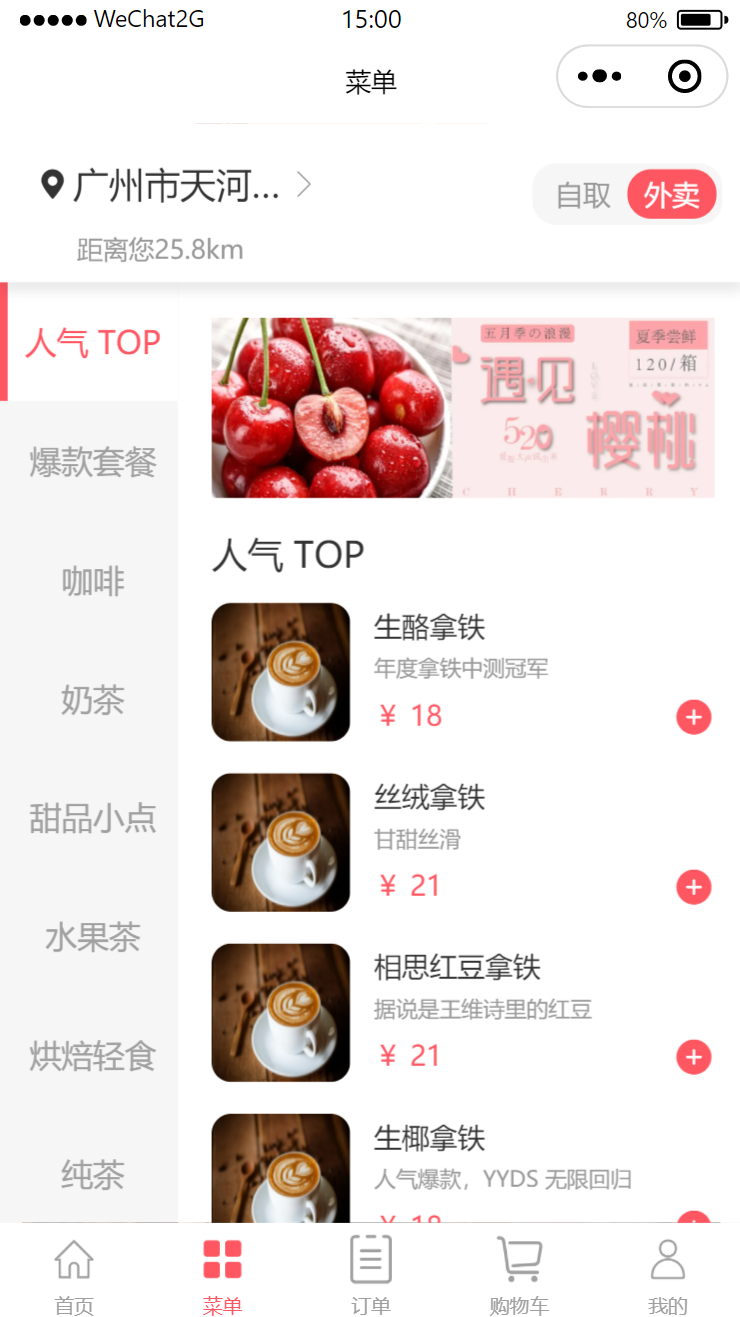 WeChat2G 15:00 80%
菜单
广州市天河...
自取 外卖
距离您25.8km
人气 TOP
爆款套餐
咖啡
奶茶
甜品小点
水果茶
烘焙轻食
纯茶
五月季の浪漫
遇见
520
樱桃
夏季尝鲜
120/箱
CHERRY
人气 TOP
生酪拿铁
年度拿铁中测冠军
¥ 18
丝绒拿铁
甘甜丝滑
¥ 21
相思红豆拿铁
据说是王维诗里的红豆
¥ 21
生椰拿铁
人气爆款，YYDS 无限回归
¥ 18
首页 菜单 订单 购物车 我的